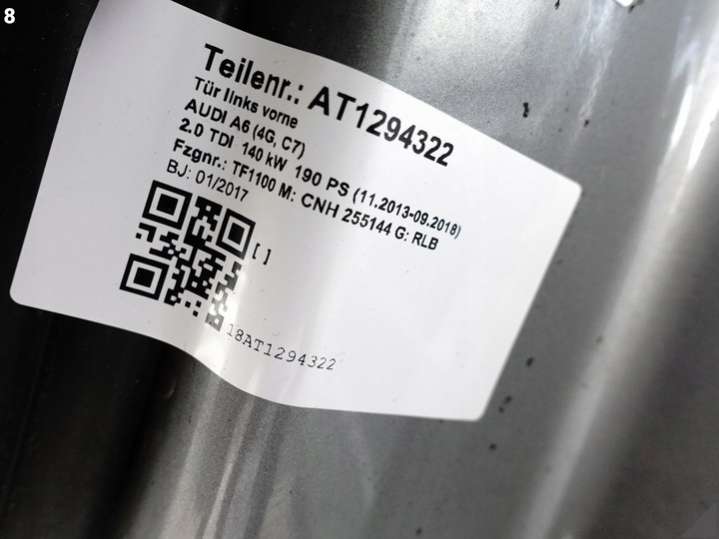 8
Teilenr.: AT1294322
Tür links vorne
AUDI A6 (4G, C7)
2.0 TDI 140 kW 190 PS (11.2013-09.2018)
Fzgnr.: TF1100 M: CNH 255144 G: RLB
BJ: 01/2017
[ ]
18AT1294322